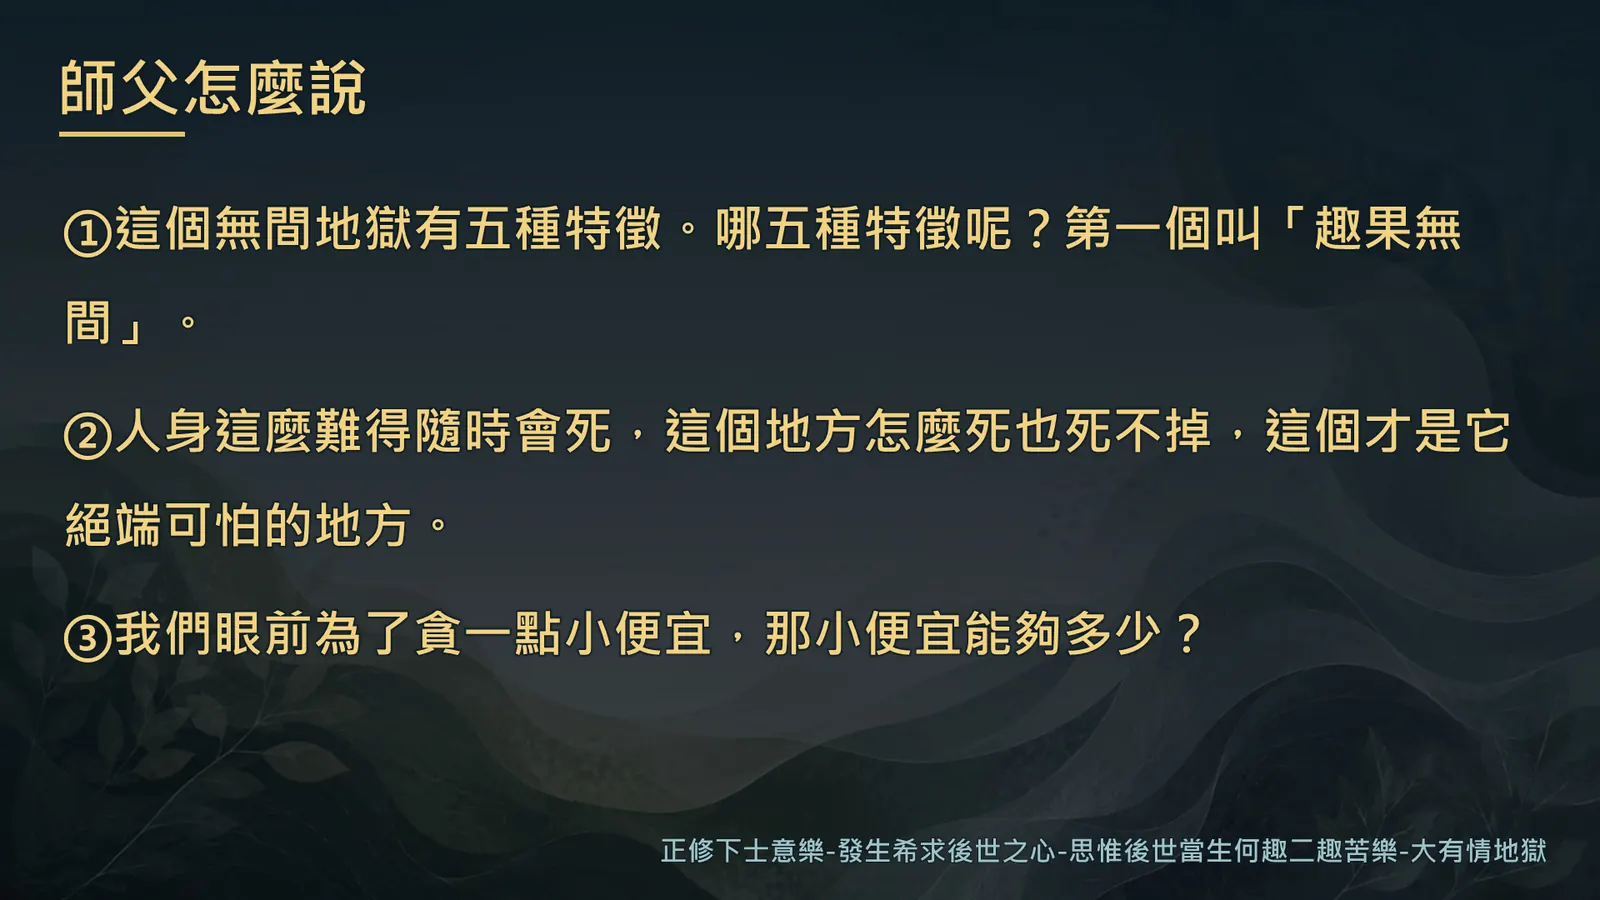 師父怎麼說
①這個無間地獄有五種特徵。哪五種特徵呢？第一個叫「趣果無
間」。
②人身這麼難得隨時會死，這個地方怎麼死也死不掉，這個才是它
絕端可怕的地方。
③我們眼前為了貪一點小便宜，那小便宜能夠多少？
正修下士意樂-發生希求後世之心-思惟後世當生何趣二趣苦樂-大有情地獄